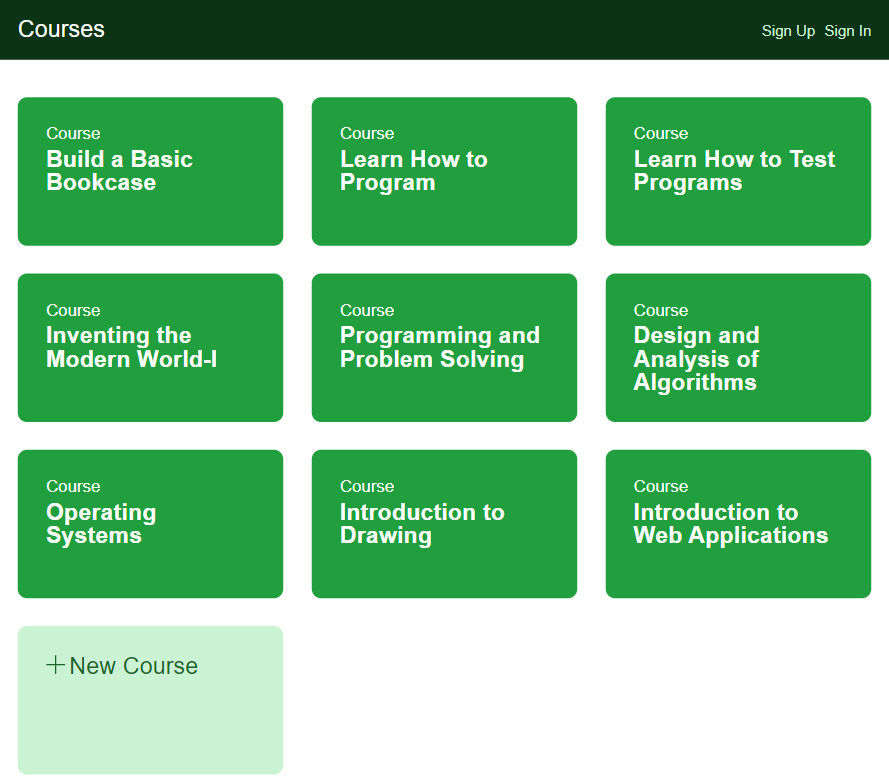 Courses
Sign Up Sign In
Course
Build a Basic
Bookcase
Course
Learn How to
Program
Course
Learn How to Test
Programs
Course
Inventing the
Modern World-I
Course
Programming and
Problem Solving
Course
Design and
Analysis of
Algorithms
Course
Operating
Systems
Course
Introduction to
Drawing
Course
Introduction to
Web Applications
New Course